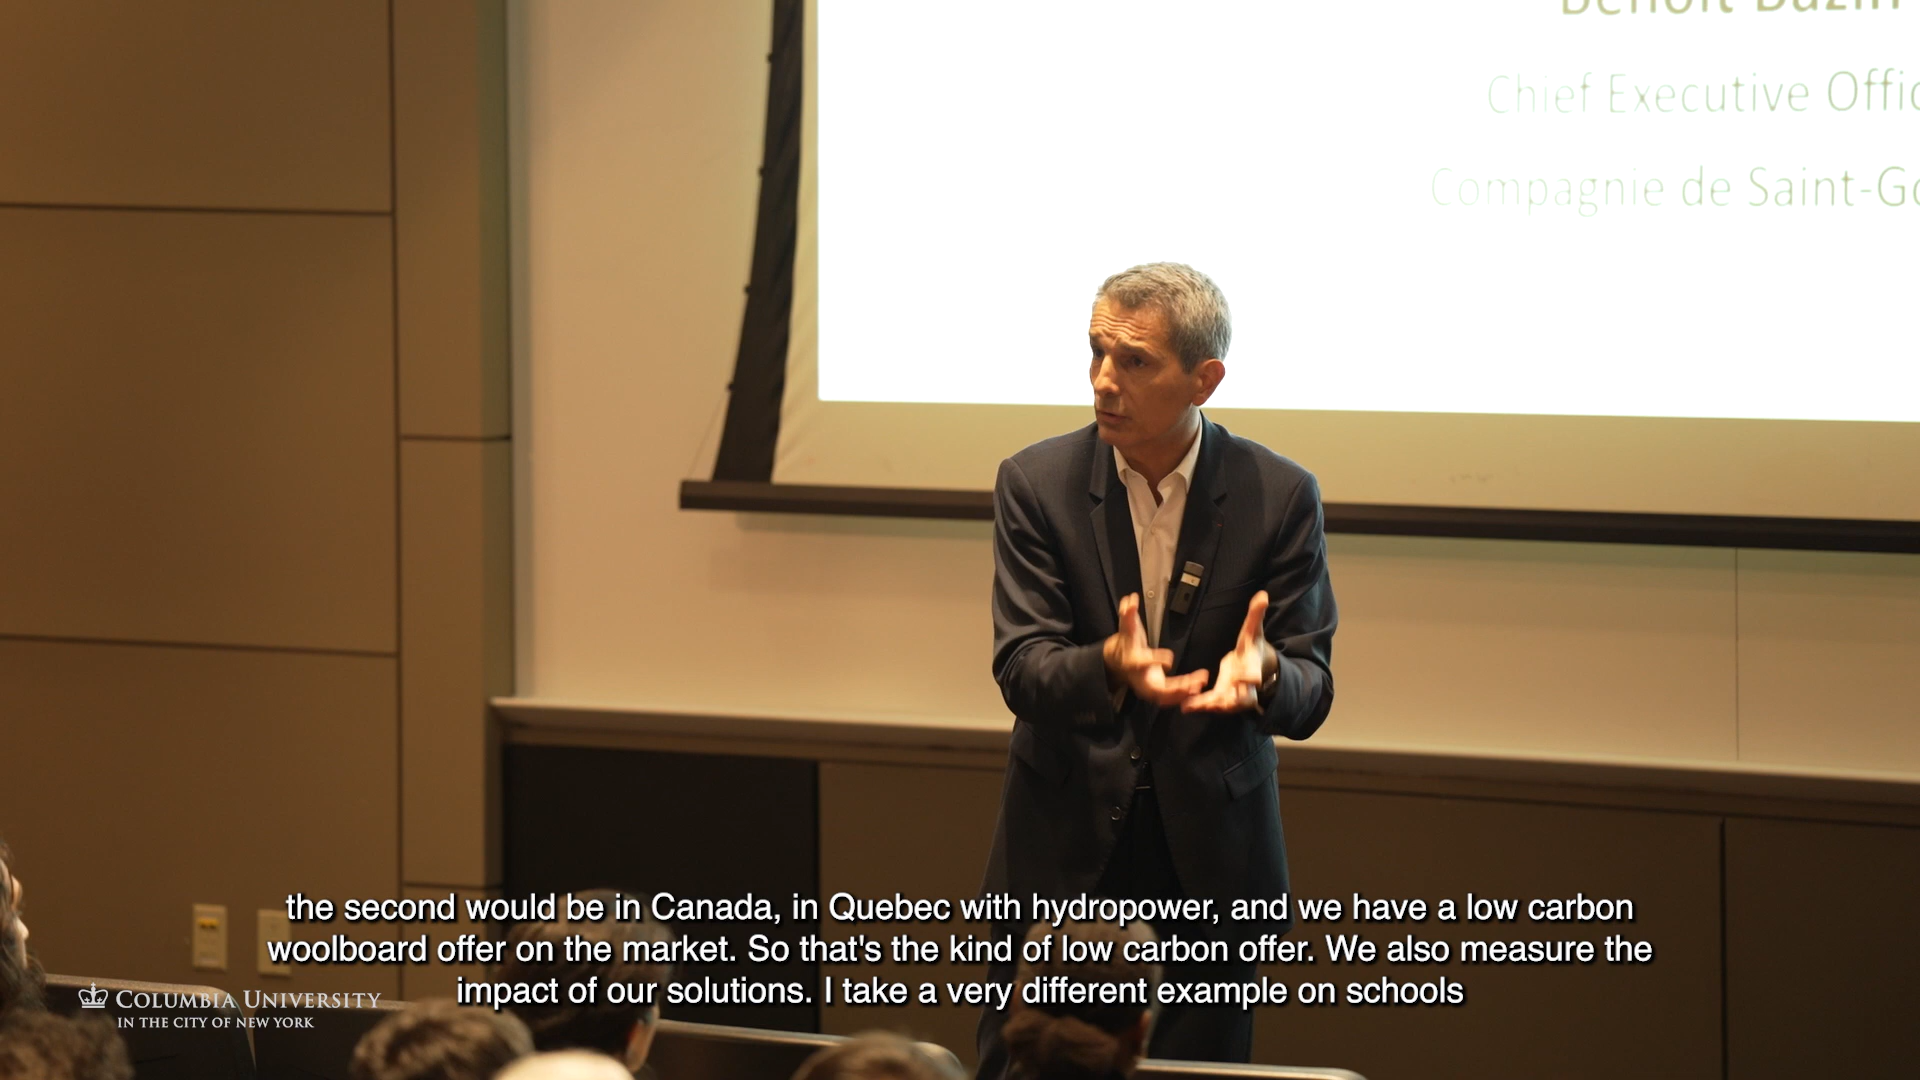 Benoit Bazin
Chief Executive Offic
Compagnie de Saint-Go
the second would be in Canada, in Quebec with hydropower, and we have a low carbon
woolboard offer on the market. So that's the kind of low carbon offer. We also measure the
impact of our solutions. I take a very different example on schools
COLUMBIA UNIVERSITY
IN THE CITY OF NEW YORK